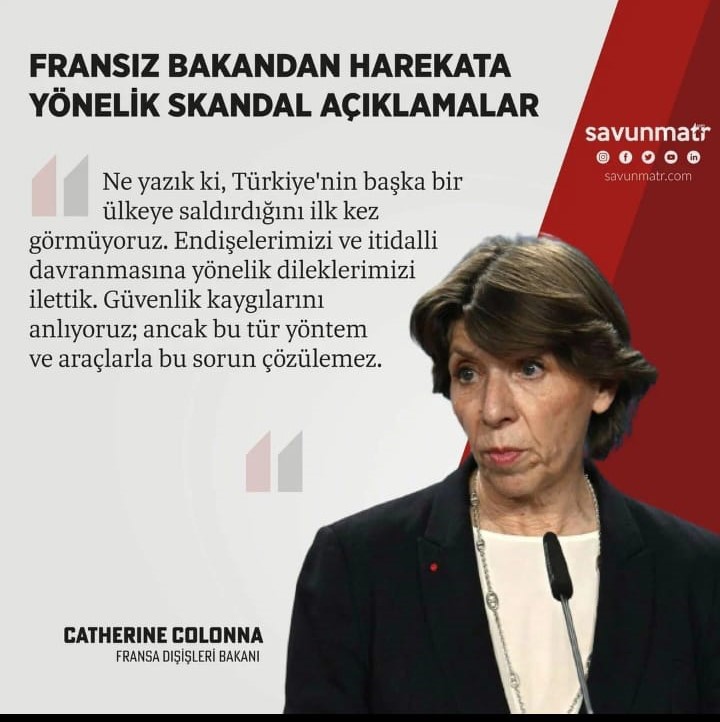 FRANSIZ BAKANDAN HAREKATA
YÖNELİK SKANDAL AÇIKLAMALAR
savunmatr
savunmatr.com
Ne yazık ki, Türkiye'nin başka bir
ülkeye saldırdığını ilk kez
görmüyoruz. Endişelerimizi ve itidalli
davranmasına yönelik dileklerimizi
ilettik. Güvenlik kaygılarını
anlıyoruz; ancak bu tür yöntem
ve araçlarla bu sorun çözülemez.
CATHERINE COLONNA
FRANSA DIŞİŞLERİ BAKANI